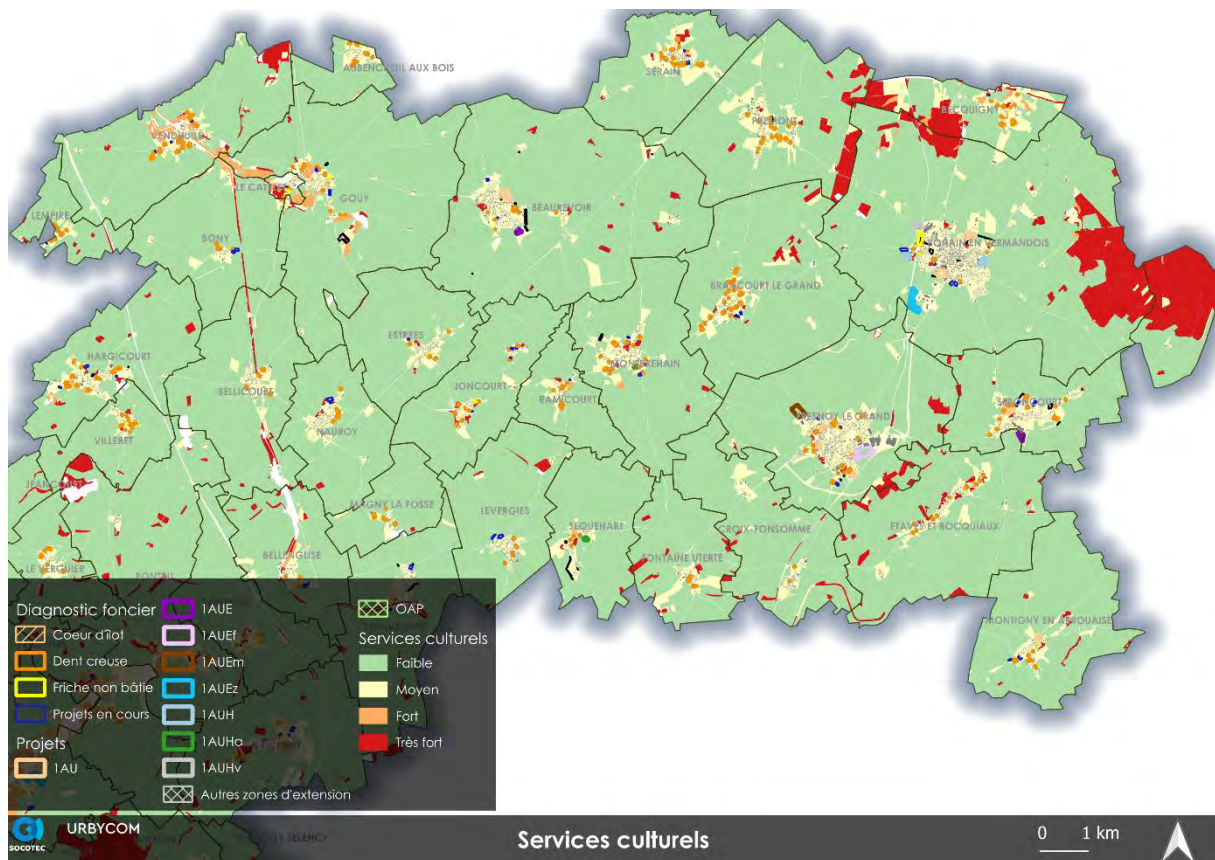 AUBENCHEUL AUX BOIS
SERAIN
BECQUIGNY
PREMONT
VENDHUILE
LE CATELET
GOUY
BEAUREVOIR
LEMPIRE
BONY
BOHAIN EN VERMANDOIS
BRANCOURT LE GRAND
ESTREES
MONTBREHAIN
HARGICOURT
BELLICOURT
JONCOURT
RAMICOURT
NAUROY
FRESNOY LE GRAND
SEBONCOURT
VILLERET
JEANCOURT
MAGNY LA FOSSE
LEVERGIES
SEQUEHART
CROIX-FONSOMME
ETAVES ET BOCQUIAUX
BELLENGLISE
FONTAINE UTERTE
LE VERGUIER
MONTIGNY EN ARROUAISE
Diagnostic foncier
Coeur d'îlot
Dent creuse
Friche non bâtie
Projets en cours
Projets
1AU
1AUE
1AUEf
1AUEm
1AUEz
1AUH
1AUHa
1AUHv
Autres zones d'extension
OAP
Services culturels
Faible
Moyen
Fort
Très fort
SOCOTEC
URBYCOM
Services culturels
0 1 km